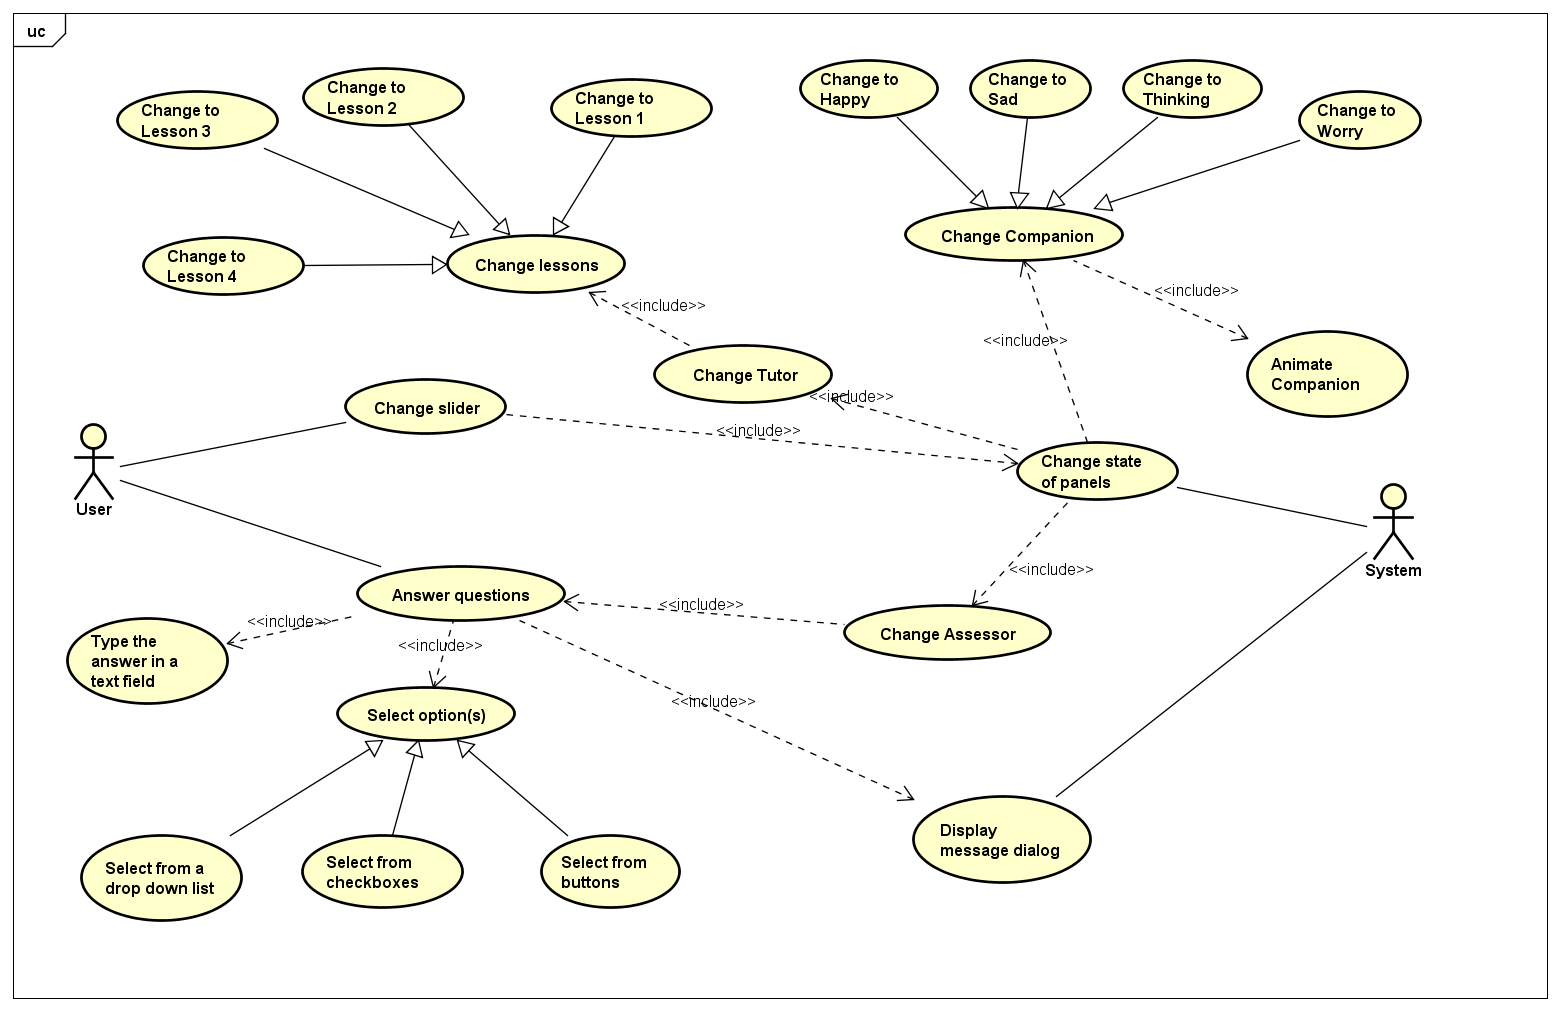 uc
Change to
Lesson 3
Change to
Lesson 2
Change to
Lesson 1
Change to
Happy
Change to
Sad
Change to
Thinking
Change to
Worry
Change to
Lesson 4
Change lessons
Change Companion
<<include>>
<<include>>
<<include>>
Change Tutor
Animate
Companion
<<include>>
Change slider
<<include>>
Change state
of panels
User
System
<<include>>
Answer questions
<<include>>
Change Assessor
<<include>>
<<include>>
Type the
answer in a
text field
Select option(s)
<<include>>
Display
message dialog
Select from a
drop down list
Select from
checkboxes
Select from
buttons